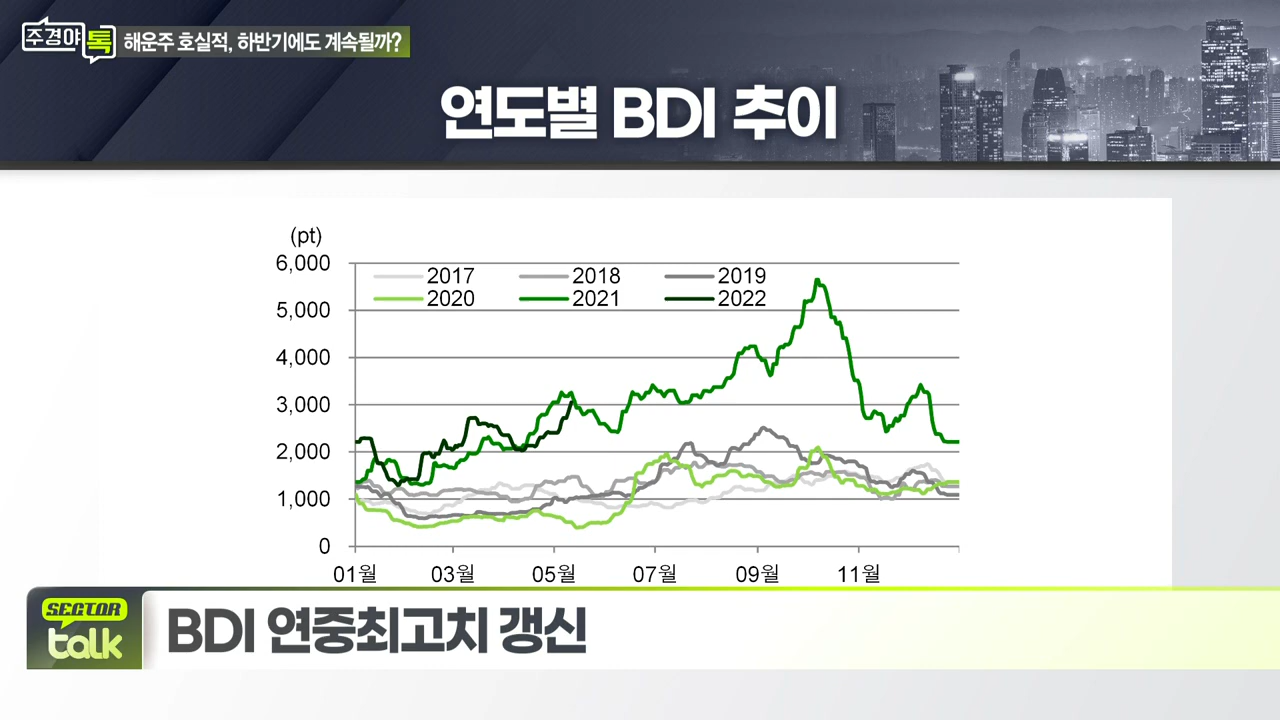 주경야톡
해운주 호실적, 하반기에도 계속될까?
연도별 BDI 추이
(pt)
6,000
5,000
4,000
3,000
2,000
1,000
0
2017 2018 2019
2020 2021 2022
01월 03월 05월 07월 09월 11월
SECTOR
talk
BDI 연중최고치 갱신